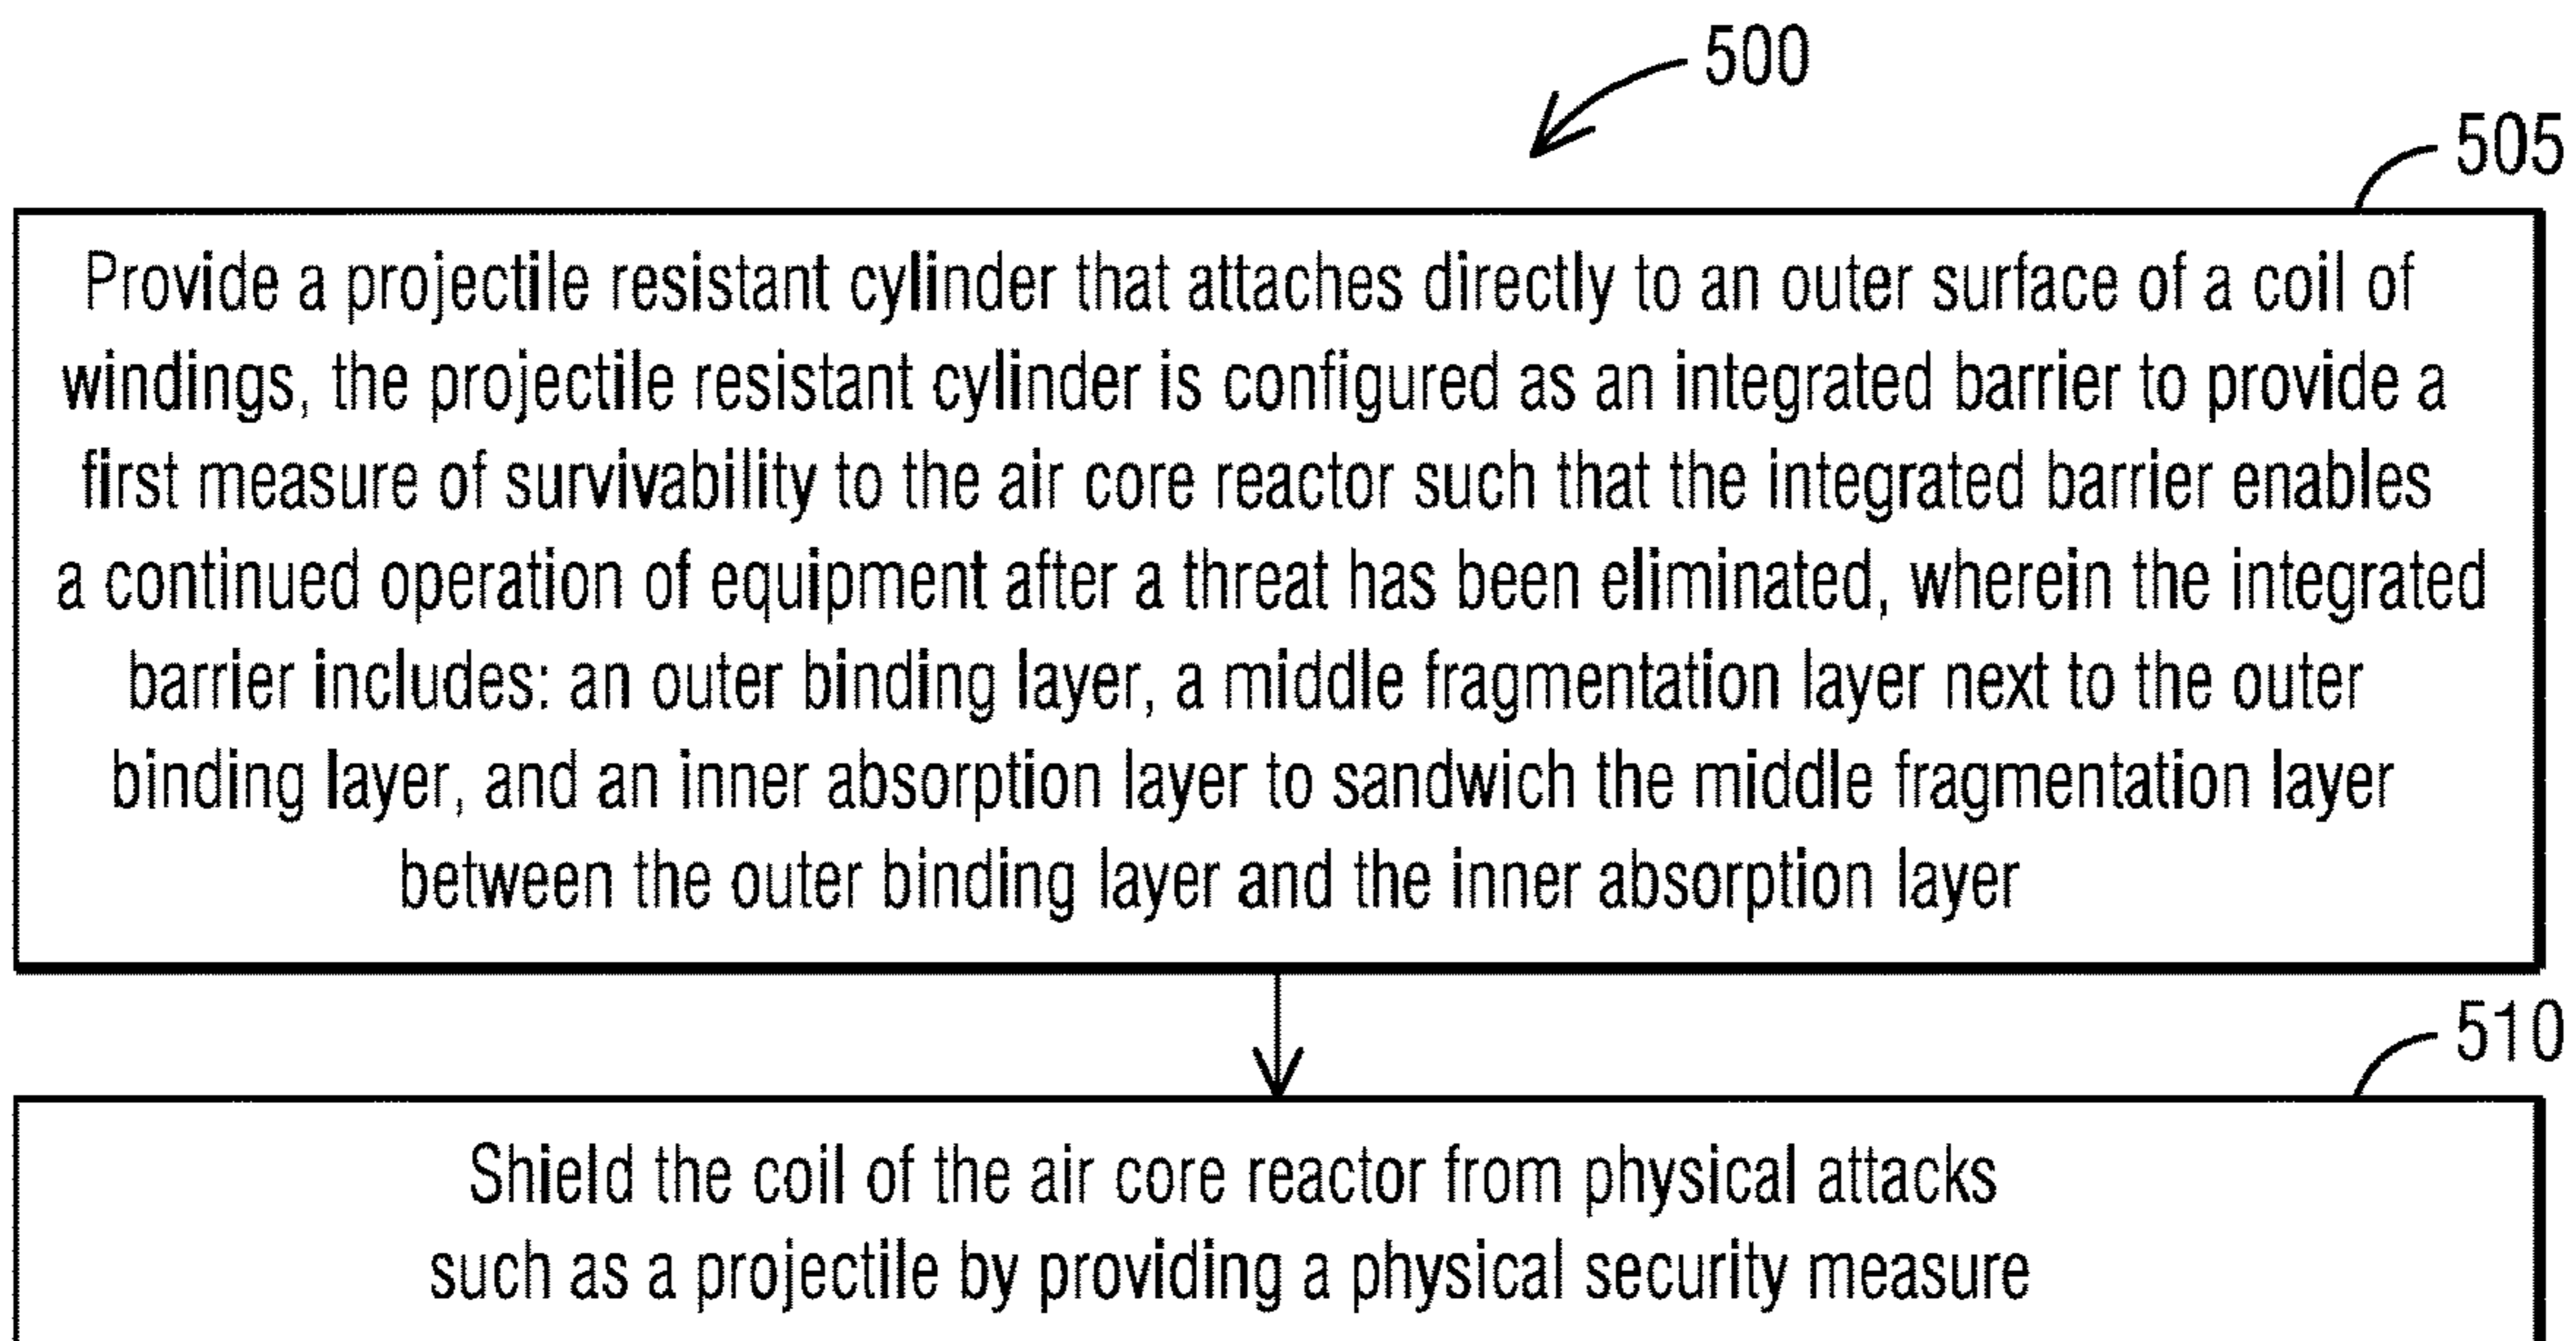 500
505
Provide a projectile resistant cylinder that attaches directly to an outer surface of a coil of
windings, the projectile resistant cylinder is configured as an integrated barrier to provide a
first measure of survivability to the air core reactor such that the integrated barrier enables
a continued operation of equipment after a threat has been eliminated, wherein the integrated
barrier includes: an outer binding layer, a middle fragmentation layer next to the outer
binding layer, and an inner absorption layer to sandwich the middle fragmentation layer
between the outer binding layer and the inner absorption layer
510
Shield the coil of the air core reactor from physical attacks
such as a projectile by providing a physical security measure